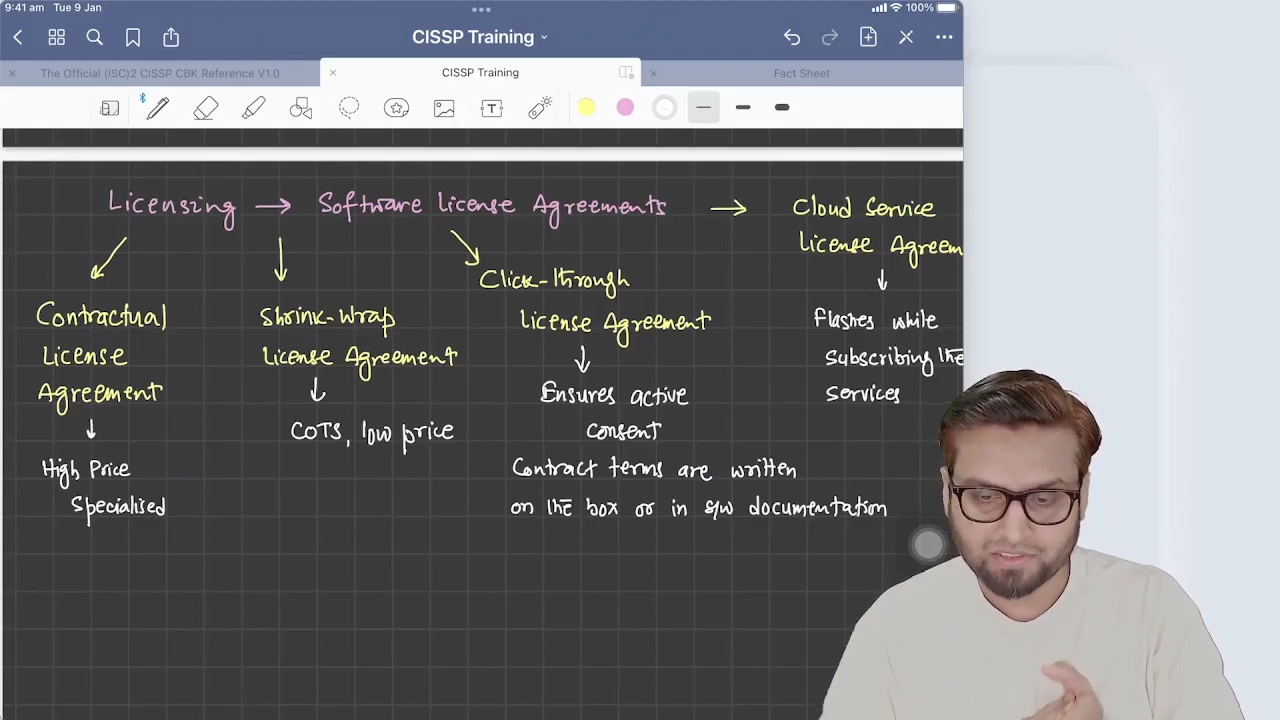 9:41 am Tue 9 Jan
100%
CISSP Training
The Official (ISC)2 CISSP CBK Reference V1.0
CISSP Training
Fact Sheet
Licensing → Software License Agreements → Cloud Service
License Agreem
Contractual
License
Agreement
High Price
Specialised
Shrink-Wrap
License Agreement
COTS, low price
Click-through
License Agreement
Ensures active
consent
Contract terms are written
on the box or in s/w documentation
flashes while
subscribing the
services